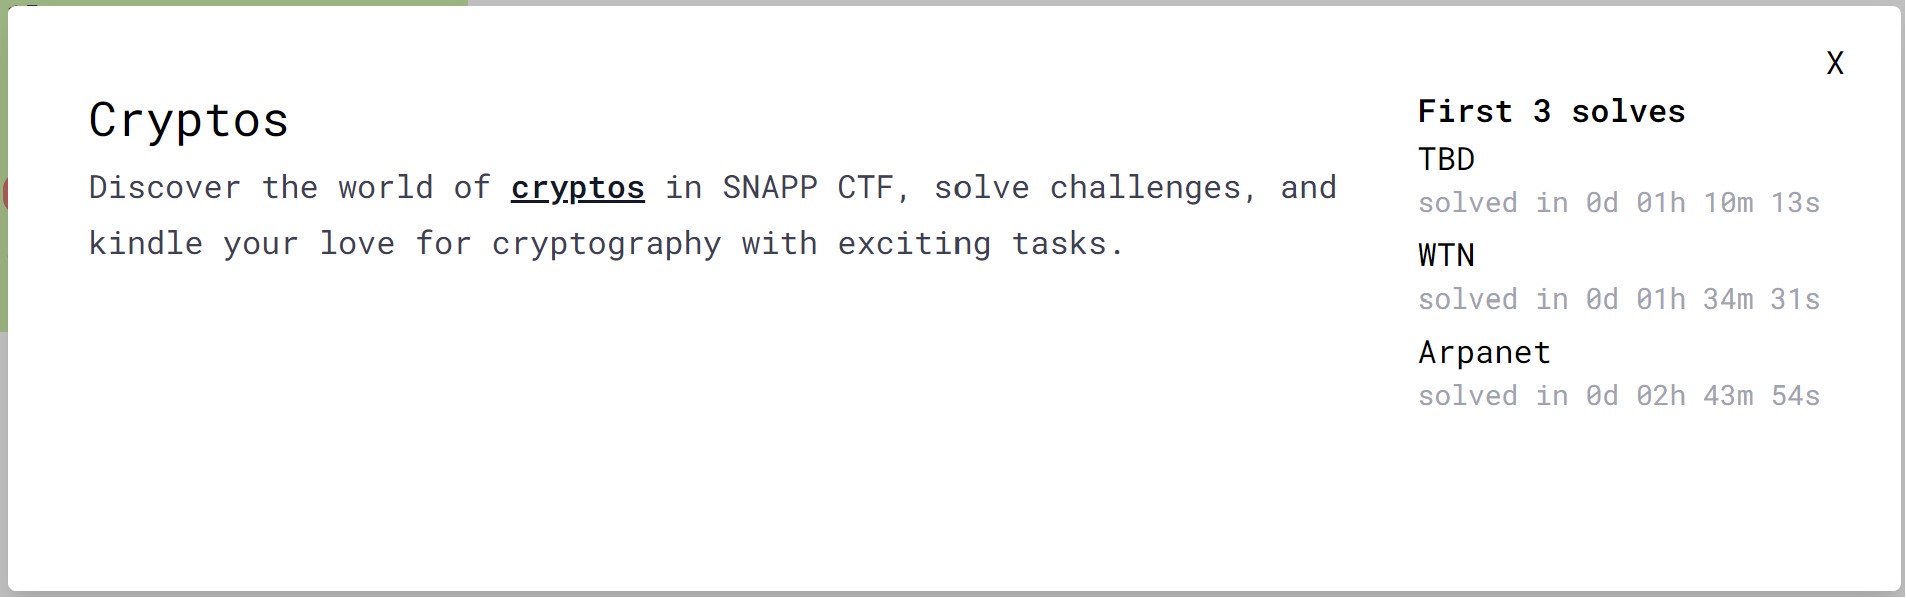 X
Cryptos
Discover the world of cryptos in SNAPP CTF, solve challenges, and
kindle your love for cryptography with exciting tasks.
First 3 solves
TBD
solved in 0d 01h 10m 13s
WTN
solved in 0d 01h 34m 31s
Arpanet
solved in 0d 02h 43m 54s